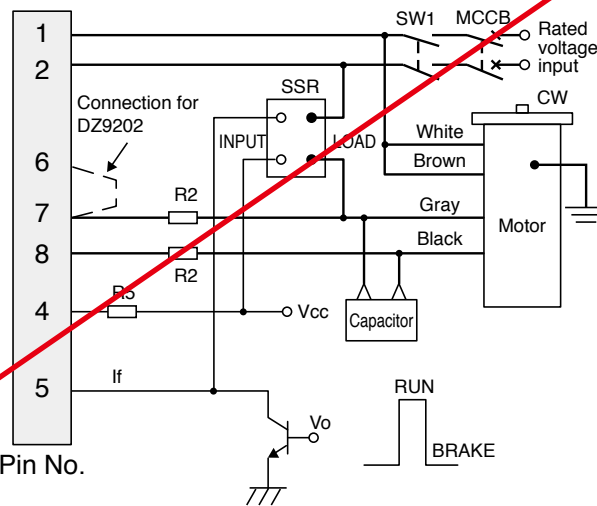 SW1 MCCB
1
Rated
voltage
input
2
SSR
Connection for
DZ9202
CW
INPUT
LOAD
White
Brown
6
R2
Gray
7
Motor
Black
8
R2
R5
4
Vcc
Capacitor
If
5
RUN
Vo
BRAKE
Pin No.